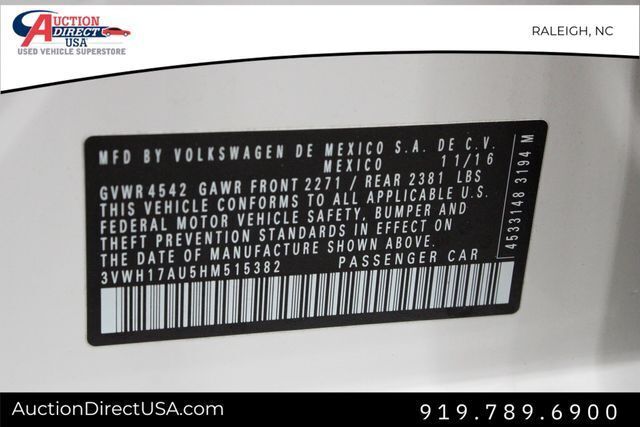 AUCTION
DIRECT
USA
USED VEHICLE SUPERSTORE
RALEIGH, NC
MFD BY VOLKSWAGEN DE MEXICO S.A. DE C.V.
MEXICO 11/16
GVWR 4542 GAWR FRONT 2271 / REAR 2381 LBS
THIS VEHICLE CONFORMS TO ALL APPLICABLE U.S.
FEDERAL MOTOR VEHICLE SAFETY, BUMPER AND
THEFT PREVENTION STANDARDS IN EFFECT ON
THE DATE OF MANUFACTURE SHOWN ABOVE.
3VWH17AU5HM515382 PASSENGER CAR
4533148 3194 M
AuctionDirectUSA.com
919.789.6900